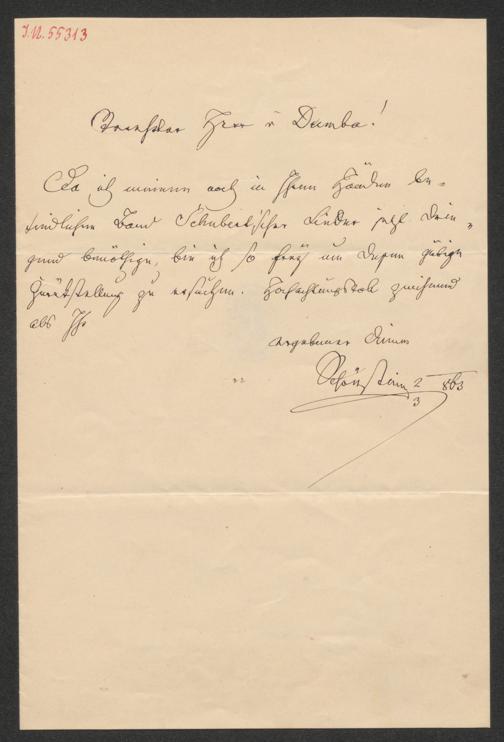 I.N. 55313
Verehrter Herr v Dumba!
Da ich meinen noch in Ihren Händen be-
findlichen Band Schubert'scher Lieder jetzt drin-
gend benöthige, bin ich so frey um deßen gütige
Zurückstellung zu ersuchen. Hochachtungsvoll zeichnend
als Ihr
ergebener Diener
Schönstein 2/3 863